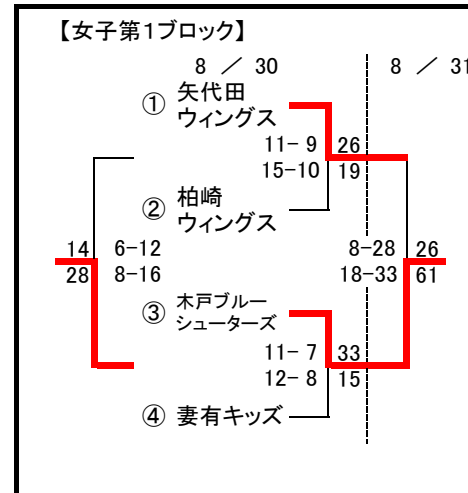 【女子第1ブロック】
8 ／ 30
8 ／ 31
① 矢代田
ウィングス
11- 9 26
15-10 19
② 柏崎
ウィングス
14 6-12
28 8-16
8-28 26
18-33 61
③ 木戸ブルー
シューターズ
11- 7 33
12- 8 15
④ 妻有キッズ